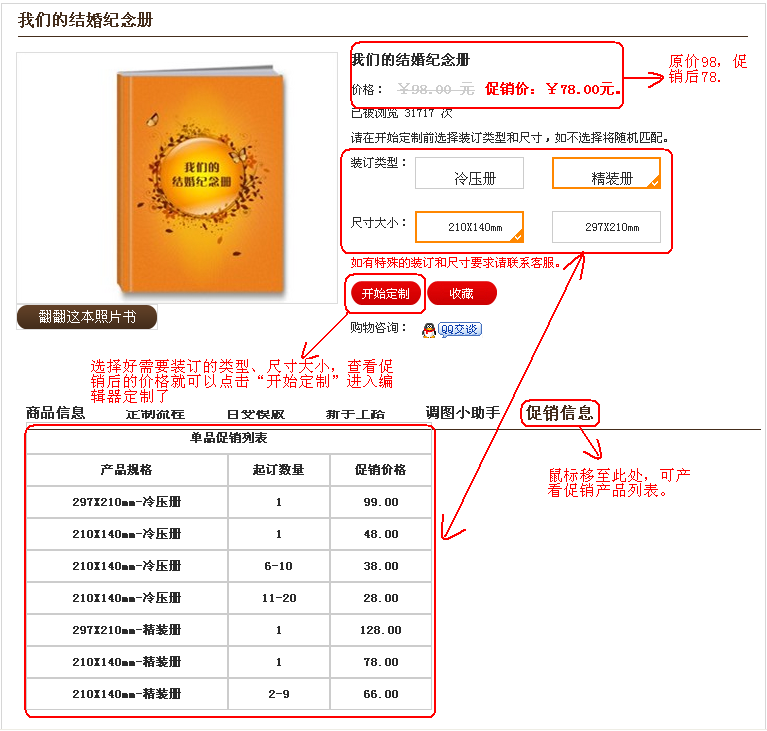 我们的结婚纪念册
我们的
结婚纪念册
翻翻这本照片书
我们的结婚纪念册
价格： ￥98.00 元 促销价：￥78.00元。
已被浏览 31717 次
请在开始定制前选择装订类型和尺寸，如不选择将随机匹配。
装订类型： 冷压册 精装册
尺寸大小： 210X140mm 297X210mm
如有特殊的装订和尺寸要求请联系客服。
开始定制 收藏
购物咨询： QQ交谈
原价98，促
销后78.
选择好需要装订的类型、尺寸大小，查看促
销后的价格就可以点击“开始定制”进入编
辑器定制了
商品信息 定制流程 自受模版 新手上路 调图小助手 促销信息
鼠标移至此处，可产
看促销产品列表。
单品促销列表
产品规格 起订数量 促销价格
297X210mm-冷压册 1 99.00
210X140mm-冷压册 1 48.00
210X140mm-冷压册 6-10 38.00
210X140mm-冷压册 11-20 28.00
297X210mm-精装册 1 128.00
210X140mm-精装册 1 78.00
210X140mm-精装册 2-9 66.00